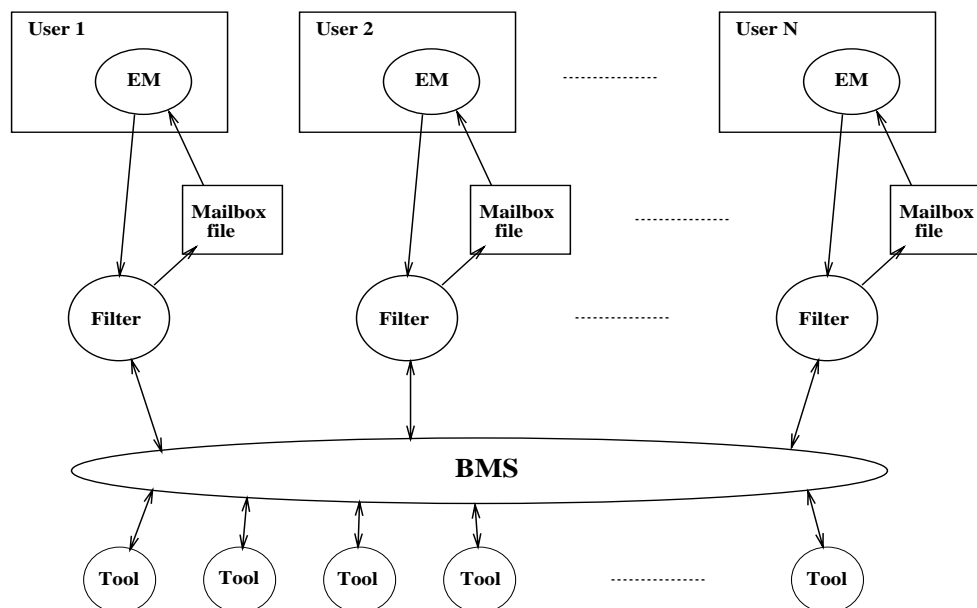 User 1
User 2
User N
EM
EM
EM
Mailbox
file
Mailbox
file
Mailbox
file
Filter
Filter
Filter
BMS
Tool
Tool
Tool
Tool
Tool